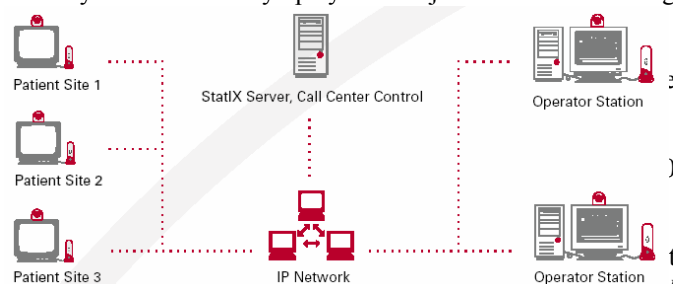 Patient Site 1
StatIX Server, Call Center Control
Operator Station
Patient Site 2
Patient Site 3
IP Network
Operator Station